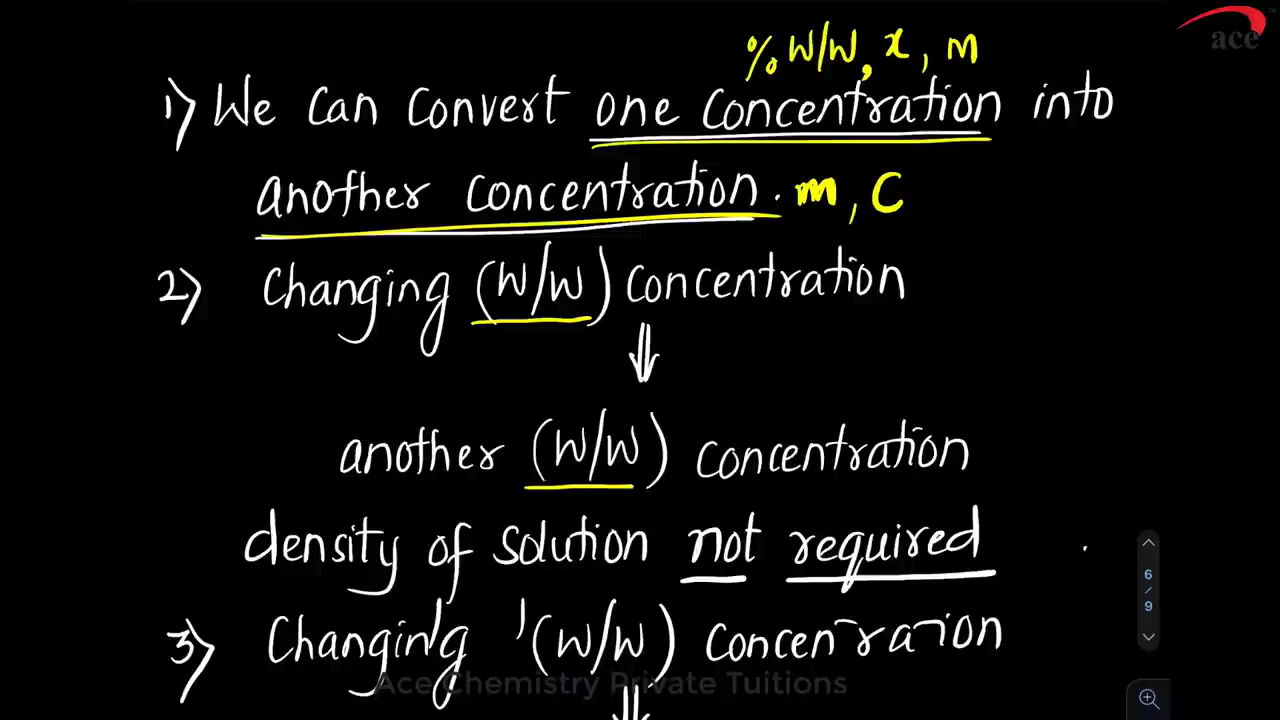 ace
% W/W, x, m
1) We can convert one concentration into
another concentration. m, C
2) Changing (W/W) concentration
⇓
another (W/W) concentration
density of solution not required
3) Changing (W/W) concentration
Ace Chemistry Private Tuitions
⇓
6
/
9